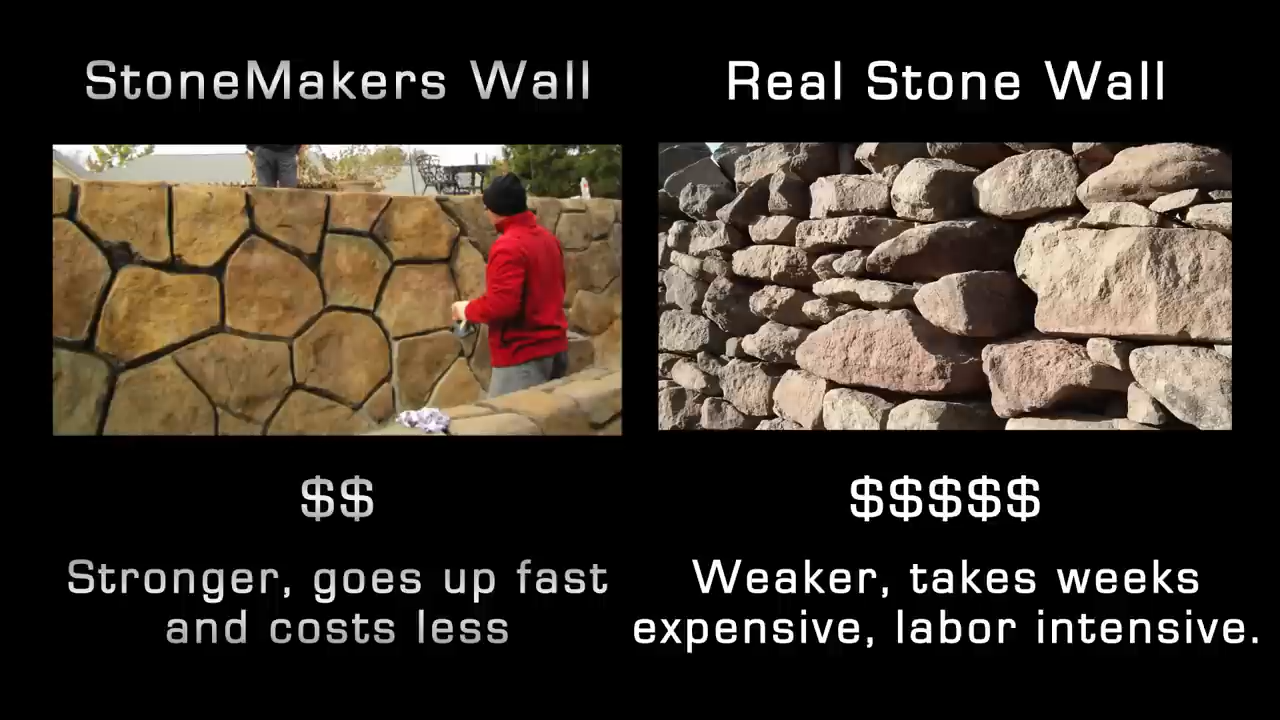 StoneMakers Wall
Real Stone Wall
$$
$$$$$
Stronger, goes up fast
and costs less
Weaker, takes weeks
expensive, labor intensive.